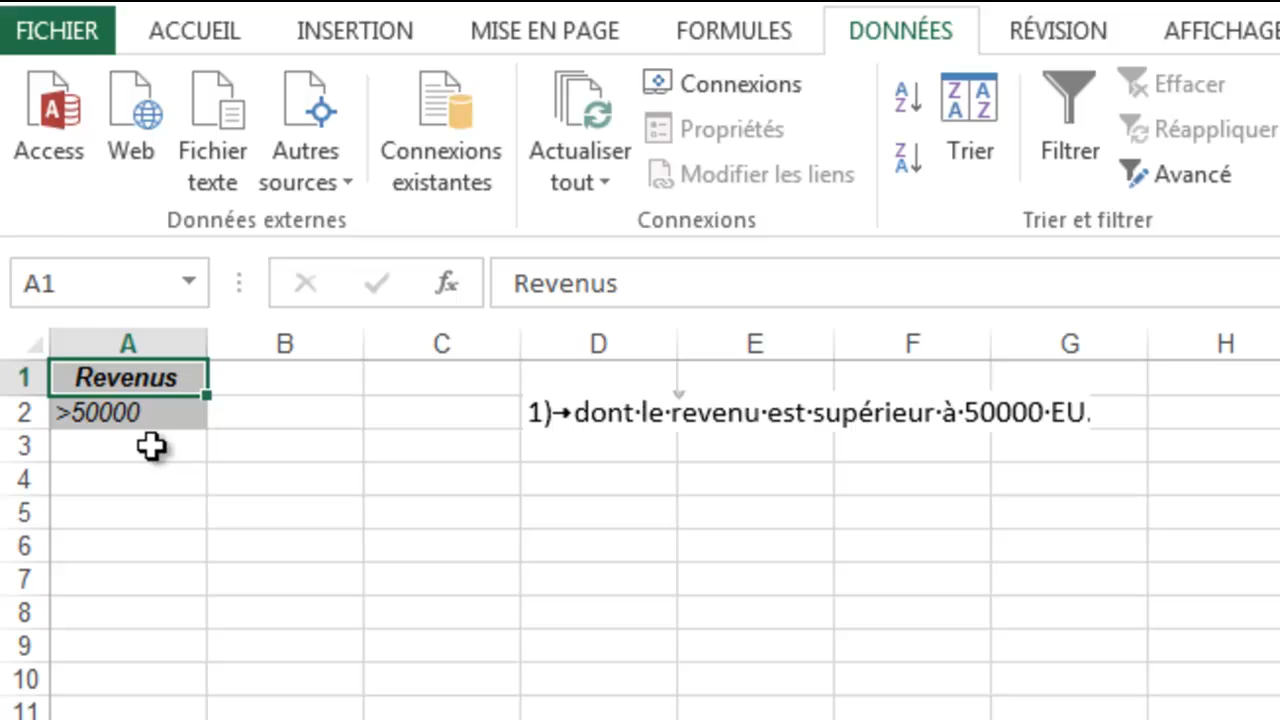 FICHIER ACCUEIL INSERTION MISE EN PAGE FORMULES DONNÉES RÉVISION AFFICHAGE
Access Web Fichier texte Autres sources Connexions existantes
Données externes
Actualiser tout
Connexions
Propriétés
Modifier les liens
Connexions
A Z
Z A
Z A A Z
Trier
Filtrer
Effacer
Réappliquer
Avancé
Trier et filtrer
A1 fx Revenus
A B C D E F G H
1 Revenus
2 >50000 1)→dont·le·revenu·est·supérieur·à·50000·EU.
3
4
5
6
7
8
9
10
11